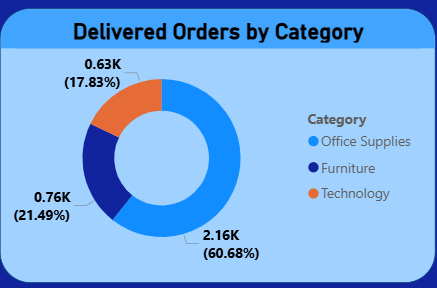 Delivered Orders by Category
0.63K
(17.83%)
0.76K
(21.49%)
2.16K
(60.68%)
Category
Office Supplies
Furniture
Technology